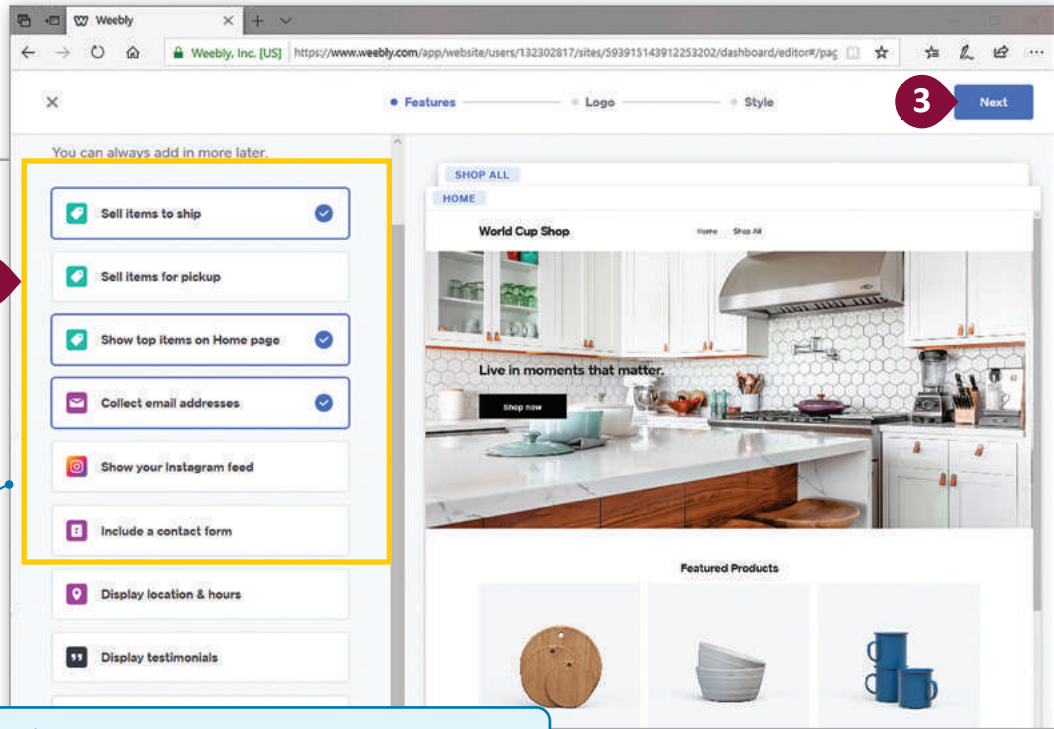 Weebly
Weebly, Inc. [US]
https://www.weebly.com/app/website/users/132302817/sites/593915143912253202/dashboard/editor#/pag
Features
Logo
Style
3
Next
You can always add in more later.
Sell items to ship
Sell items for pickup
Show top items on Home page
Collect email addresses
Show your Instagram feed
Include a contact form
Display location & hours
Display testimonials
SHOP ALL
HOME
World Cup Shop
Home
Shop All
Live in moments that matter.
Shop now
Featured Products